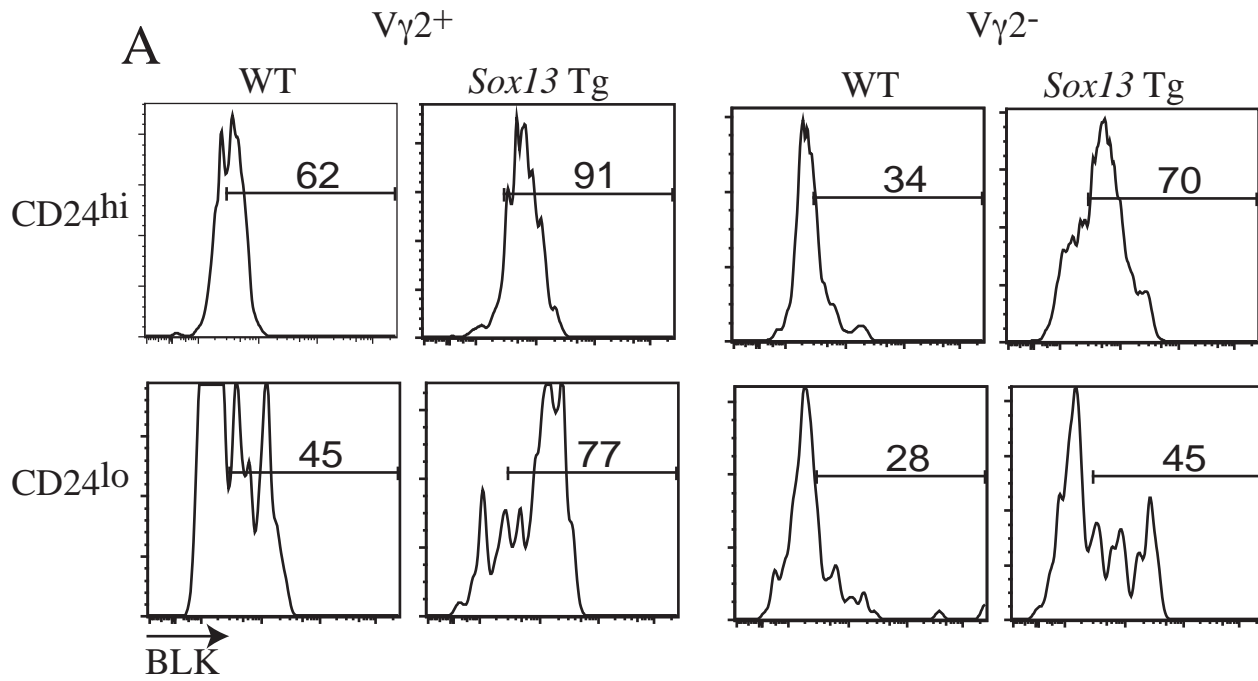 A
Vγ2+ Vγ2-
WT Sox13 Tg WT Sox13 Tg
CD24hi 62 91 34 70
CD24lo 45 77 28 45
BLK